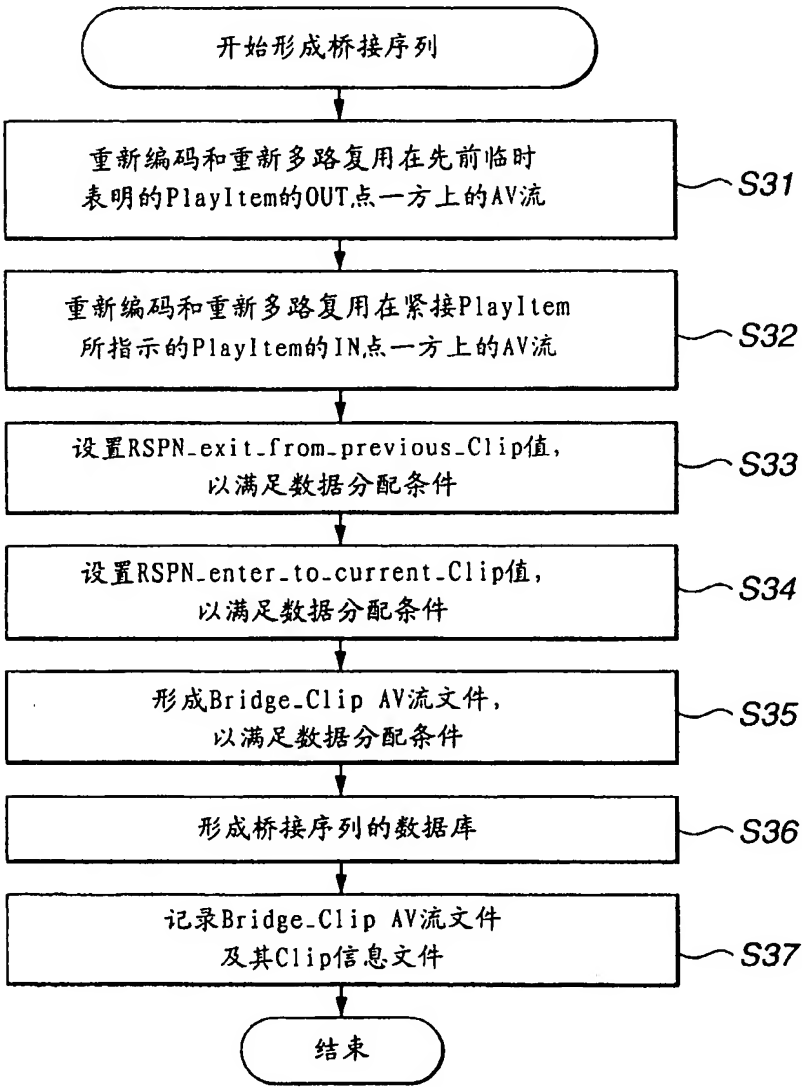 开始形成桥接序列
重新编码和重新多路复用在先前临时
表明的PlayItem的OUT点一方上的AV流
S31
重新编码和重新多路复用在紧接PlayItem
所指示的PlayItem的IN点一方上的AV流
S32
设置RSPN_exit_from_previous_Clip值,
以满足数据分配条件
S33
设置RSPN_enter_to_current_Clip值,
以满足数据分配条件
S34
形成Bridge_Clip AV流文件,
以满足数据分配条件
S35
形成桥接序列的数据库
S36
记录Bridge_Clip AV流文件
及其Clip信息文件
S37
结束